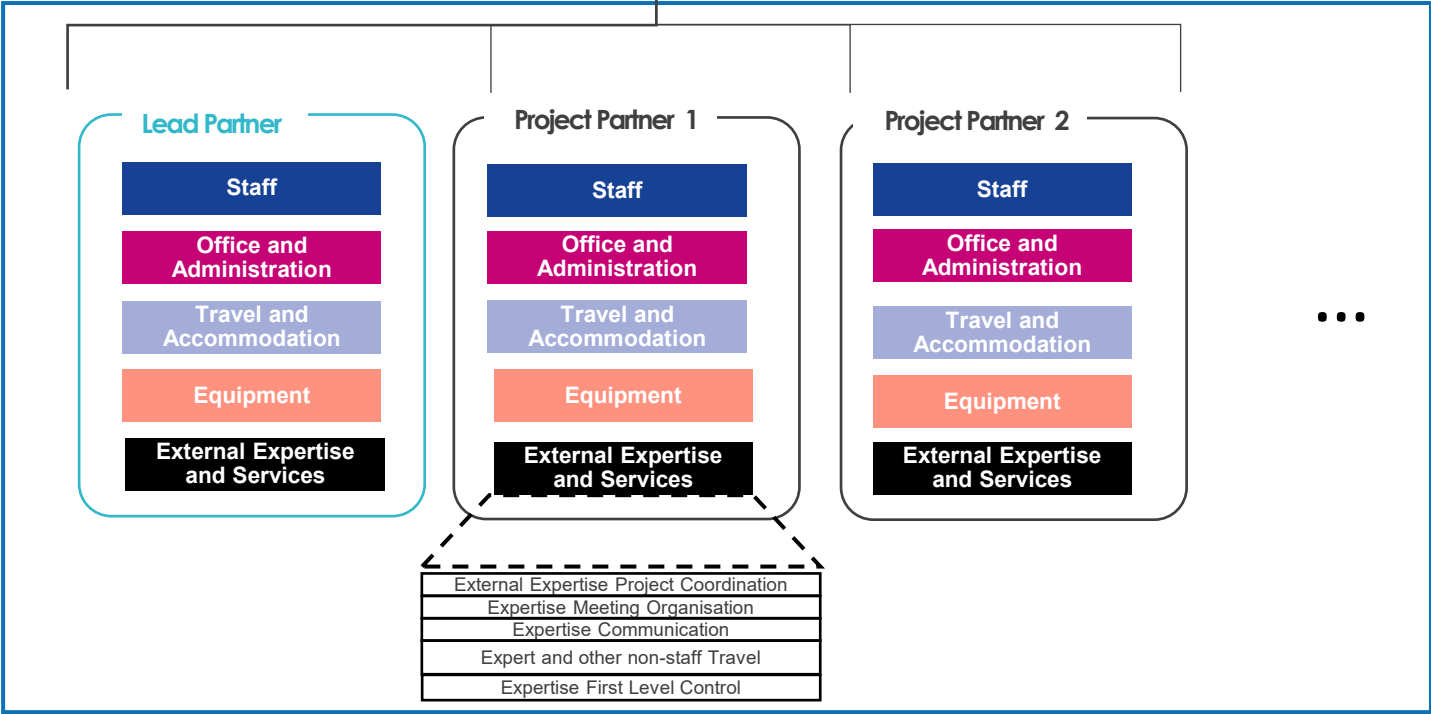 Lead Partner
Staff
Office and
Administration
Travel and
Accommodation
Equipment
External Expertise
and Services
Project Partner 1
Staff
Office and
Administration
Travel and
Accommodation
Equipment
External Expertise
and Services
External Expertise Project Coordination
Expertise Meeting Organisation
Expertise Communication
Expert and other non-staff Travel
Expertise First Level Control
Project Partner 2
Staff
Office and
Administration
Travel and
Accommodation
Equipment
External Expertise
and Services
...